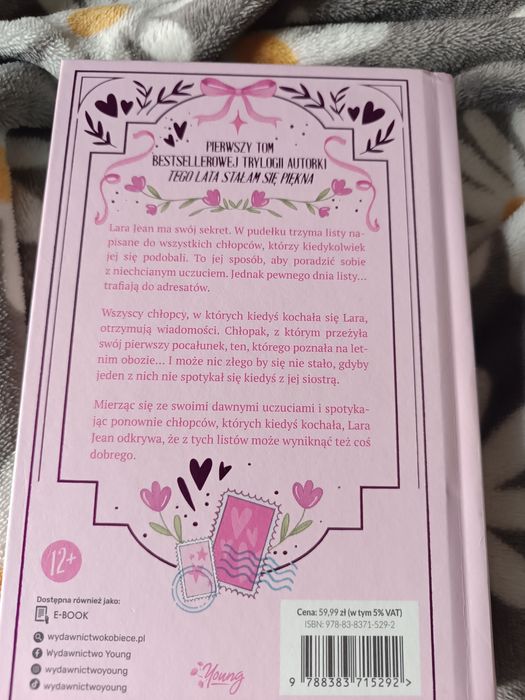 PIERWSZY TOM
BESTSELLEROWEJ TRYLOGII AUTORKI
TEGO LATA STAŁAM SIĘ PIĘKNA
Lara Jean ma swój sekret. W pudełku trzyma listy na-
pisane do wszystkich chłopców, którzy kiedykolwiek
jej się podobali. To jej sposób, aby poradzić sobie
z niechcianym uczuciem. Jednak pewnego dnia listy...
trafiają do adresatów.
Wszyscy chłopcy, w których kiedyś kochała się Lara,
otrzymują wiadomości. Chłopak, z którym przeżyła
swój pierwszy pocałunek, ten, którego poznała na let-
nim obozie... I może nic złego by się nie stało, gdyby
jeden z nich nie spotykał się kiedyś z jej siostrą.
Mierząc się ze swoimi dawnymi uczuciami i spotyka-
jąc ponownie chłopców, których kiedyś kochała, Lara
Jean odkrywa, że z tych listów może wyniknąć też coś
dobrego.
12+
Dostępna również jako:
E-BOOK
wydawnictwokobiece.pl
Wydawnictwo Young
wydawnictwoyoung
wydawnictwoyoung
Young
Cena: 59,99 zł (w tym 5% VAT)
ISBN: 978-83-8371-529-2
9 788383 715292 >